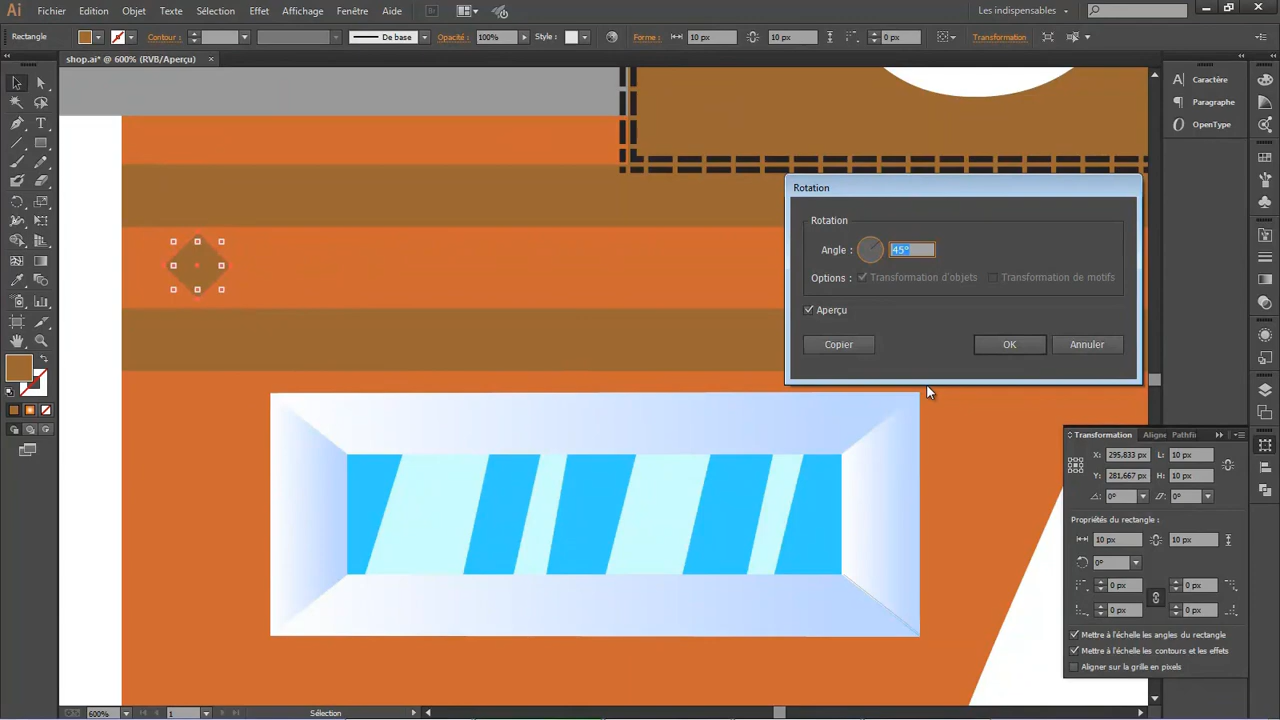 Ai Fichier Edition Objet Texte Sélection Effet Affichage Fenêtre Aide Br Les indispensables
Rectangle Contour : De base Opacité : 100% Style : Forme : 10 px 10 px 0 px Transformation
shop.ai* @ 600% (RVB/Aperçu) ×
Caractère
Paragraphe
OpenType
Rotation
Rotation
Angle : 45°
Options : Transformation d'objets Transformation de motifs
Aperçu
Copier OK Annuler
Transformation Aligne Pathfi
X: 295,833 px L: 10 px
Y: 281,667 px H: 10 px
0° 0°
Propriétés du rectangle :
10 px 10 px
0°
0 px 0 px
0 px 0 px
Mettre à l'échelle les angles du rectangle
Mettre à l'échelle les contours et les effets
Aligner sur la grille en pixels
600% 1 Sélection